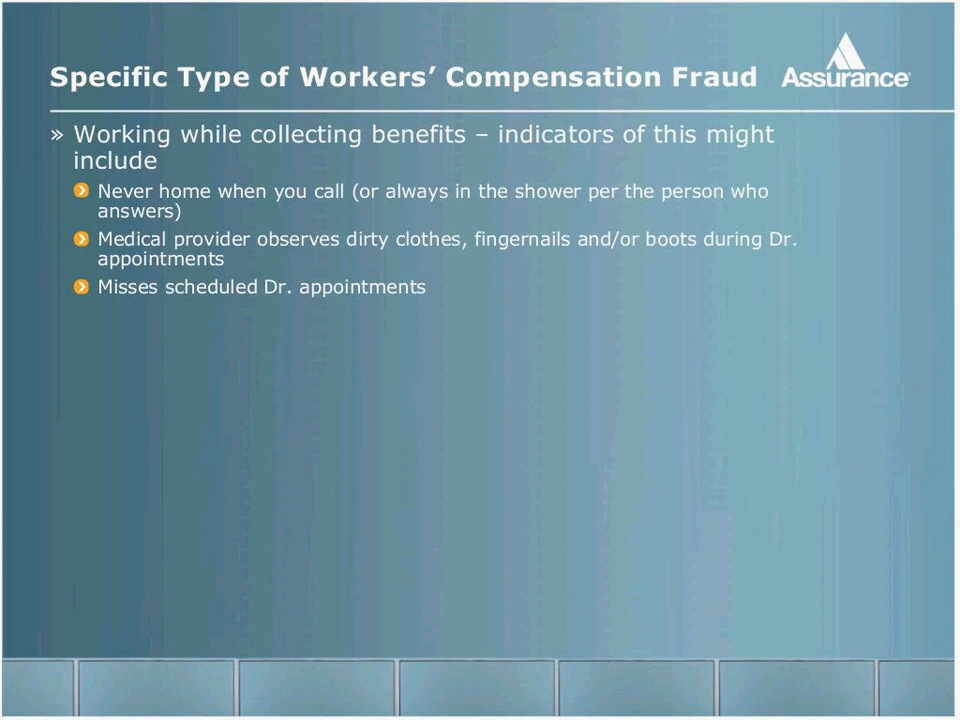 Specific Type of Workers’ Compensation Fraud
Assurance
» Working while collecting benefits – indicators of this might
include
Never home when you call (or always in the shower per the person who
answers)
Medical provider observes dirty clothes, fingernails and/or boots during Dr.
appointments
Misses scheduled Dr. appointments